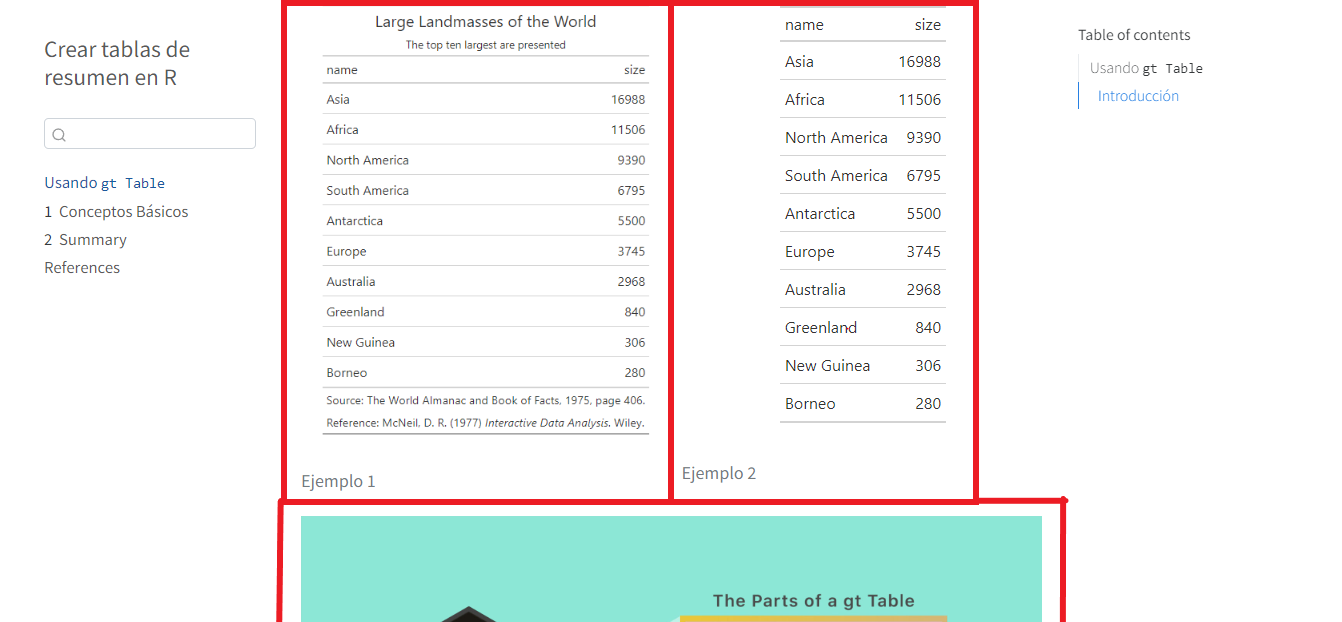 Crear tablas de
resumen en R
Usando gt Table
1 Conceptos Básicos
2 Summary
References
Large Landmasses of the World
The top ten largest are presented
name size
Asia 16988
Africa 11506
North America 9390
South America 6795
Antarctica 5500
Europe 3745
Australia 2968
Greenland 840
New Guinea 306
Borneo 280
Source: The World Almanac and Book of Facts, 1975, page 406.
Reference: McNeil, D. R. (1977) Interactive Data Analysis. Wiley.
Ejemplo 1
name size
Asia 16988
Africa 11506
North America 9390
South America 6795
Antarctica 5500
Europe 3745
Australia 2968
Greenland 840
New Guinea 306
Borneo 280
Ejemplo 2
The Parts of a gt Table
Table of contents
Usando gt Table
Introducción